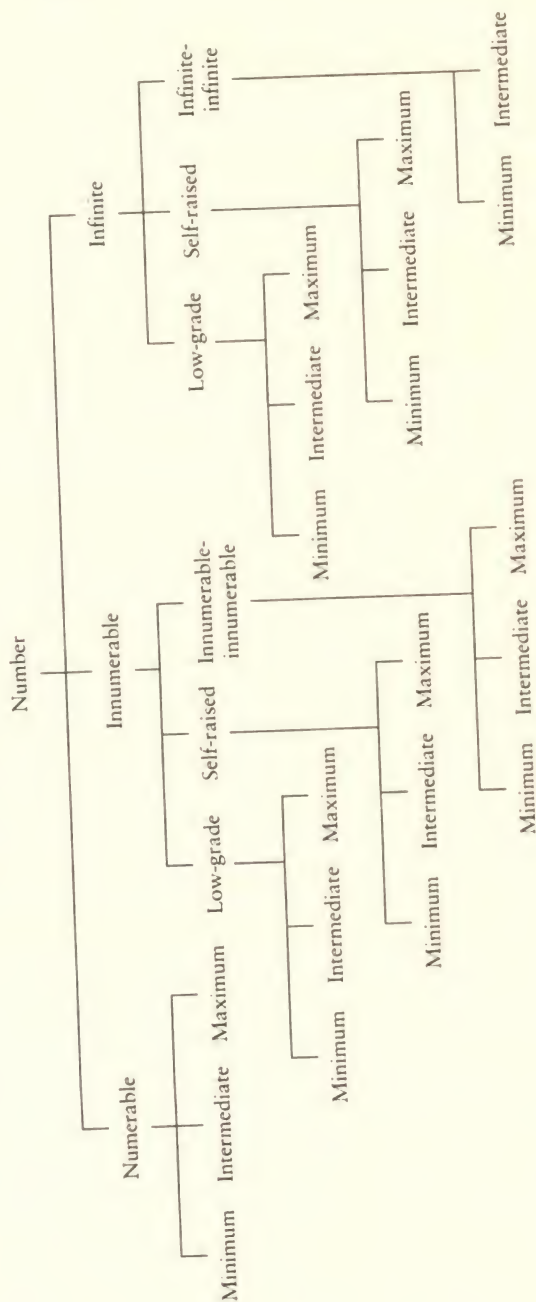 Number
Numerable Innumerable Infinite
Minimum Intermediate Maximum Low-grade Self-raised Innumerable-
innumerable Low-grade Self-raised Infinite-
infinite
Minimum Intermediate Maximum Minimum Intermediate Maximum
Minimum Intermediate Maximum Minimum Intermediate Maximum
Minimum Intermediate Maximum Minimum Intermediate